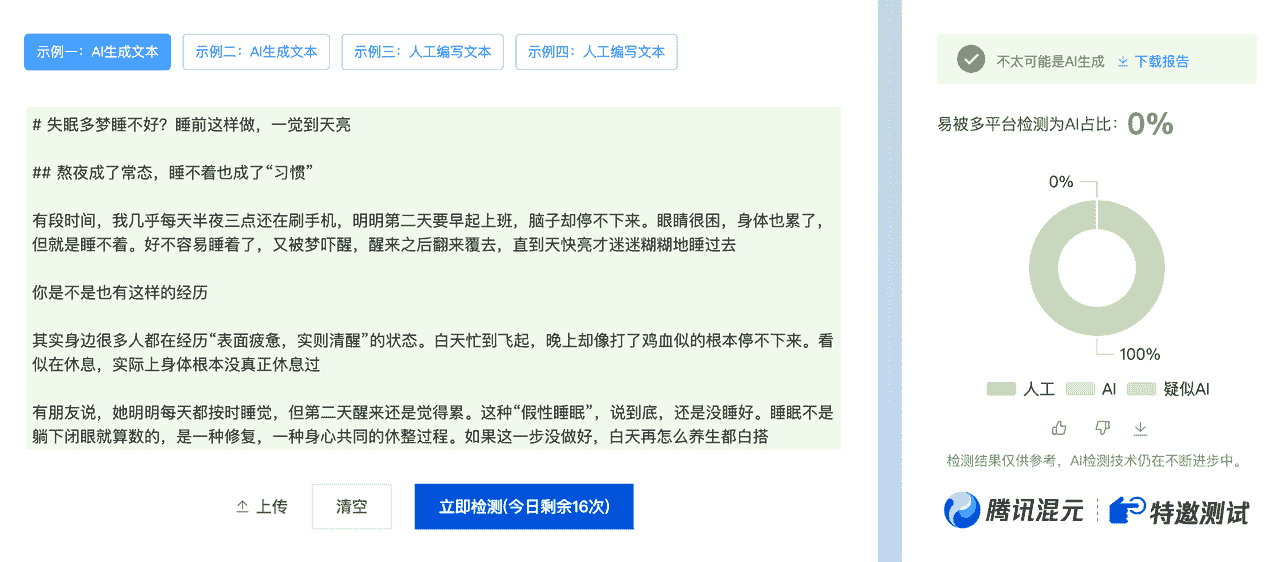 示例一：AI生成文本
示例二：AI生成文本
示例三：人工编写文本
示例四：人工编写文本
# 失眠多梦睡不好？睡前这样做，一觉到天亮
## 熬夜成了常态，睡不着也成了“习惯”
有段时间，我几乎每天半夜三点还在刷手机，明明第二天要早起上班，脑子却停不下来。眼睛很困，身体也累了，
但就是睡不着。好不容易睡着了，又被梦吓醒，醒来之后翻来覆去，直到天快亮才迷迷糊糊地睡过去
你是不是也有这样的经历
其实身边很多人都在经历“表面疲惫，实则清醒”的状态。白天忙到飞起，晚上却像打了鸡血似的根本停不下来。看
似在休息，实际上身体根本没真正休息过
有朋友说，她明明每天都按时睡觉，但第二天醒来还是觉得累。这种“假性睡眠”，说到底，还是没睡好。睡眠不是
躺下闭眼就算数的，是一种修复，一种身心共同的休整过程。如果这一步没做好，白天再怎么养生都白搭
上传
清空
立即检测(今日剩余16次)
不太可能是AI生成
下载报告
易被多平台检测为AI占比：0%
0%
100%
人工
AI
疑似AI
检测结果仅供参考，AI检测技术仍在不断进步中。
腾讯混元
特邀测试